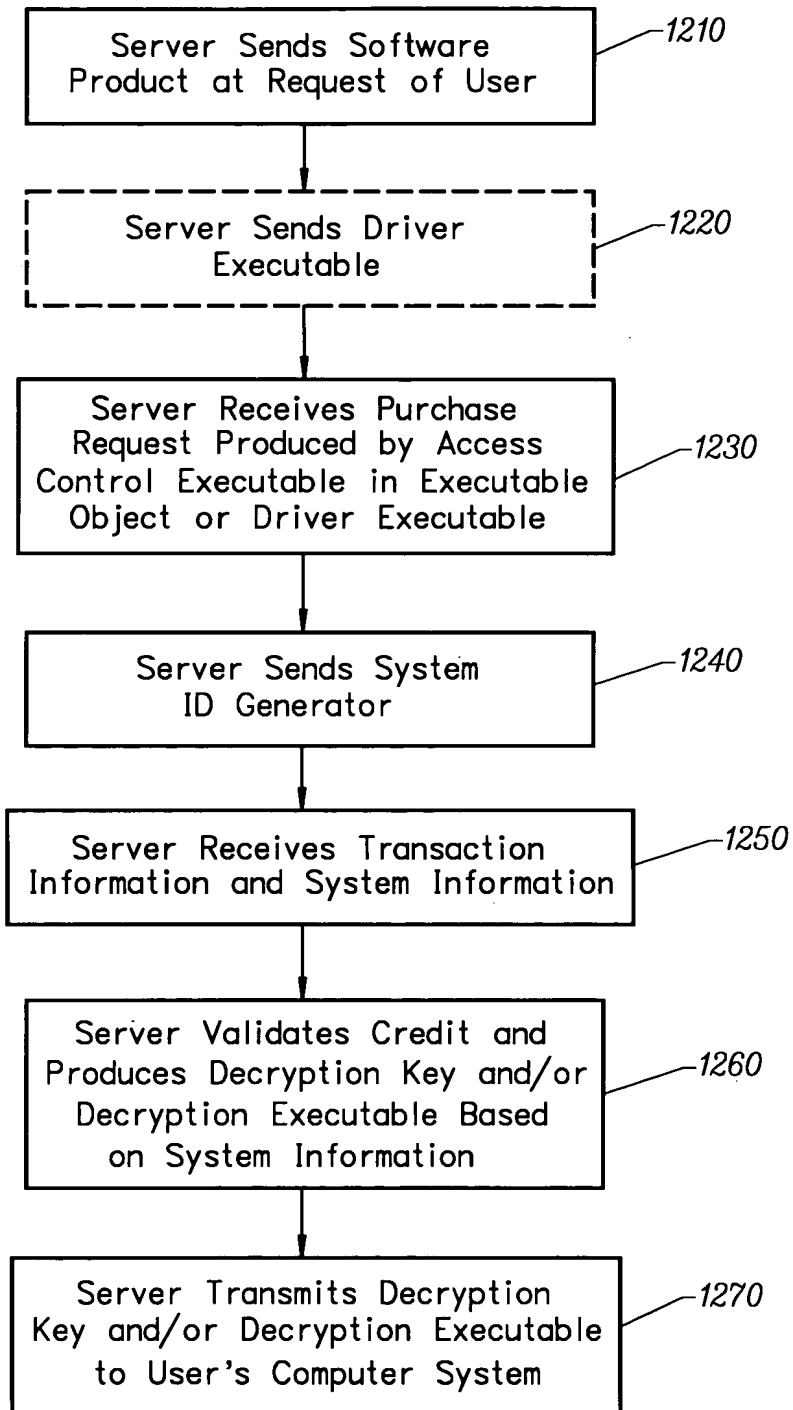 Server Sends Software
Product at Request of User
1210
Server Sends Driver
Executable
1220
Server Receives Purchase
Request Produced by Access
Control Executable in Executable
Object or Driver Executable
1230
Server Sends System
ID Generator
1240
Server Receives Transaction
Information and System Information
1250
Server Validates Credit and
Produces Decryption Key and/or
Decryption Executable Based
on System Information
1260
Server Transmits Decryption
Key and/or Decryption Executable
to User's Computer System
1270